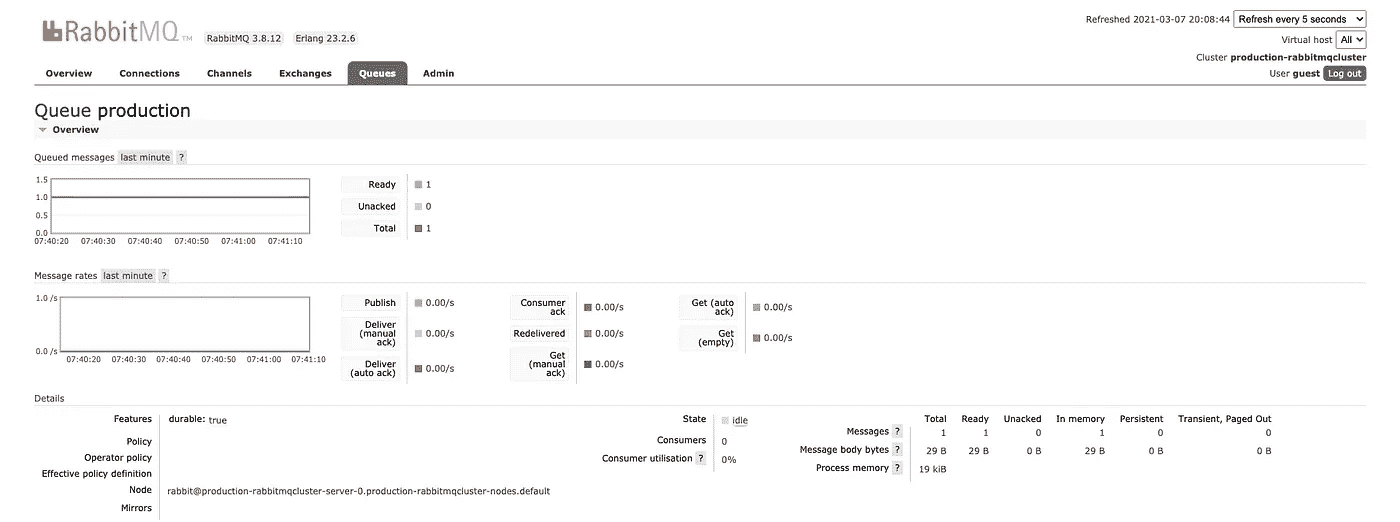 RabbitMQ TM RabbitMQ 3.8.12 Erlang 23.2.6
Refreshed 2021-03-07 20:08:44 Refresh every 5 seconds
Virtual host All
Cluster production-rabbitmqcluster
User guest Log out
Overview Connections Channels Exchanges Queues Admin
Queue production
Overview
Queued messages last minute ?
1.5
1.0
0.5
0.0
07:40:20 07:40:30 07:40:40 07:40:50 07:41:00 07:41:10
Ready 1
Unacked 0
Total 1
Message rates last minute ?
1.0 /s
0.0 /s
07:40:20 07:40:30 07:40:40 07:40:50 07:41:00 07:41:10
Publish 0.00/s
Deliver
(manual
ack)
0.00/s
Deliver
(auto ack)
0.00/s
Consumer
ack
0.00/s
Redelivered 0.00/s
Get
(manual
ack)
0.00/s
Get (auto
ack)
0.00/s
Get
(empty)
0.00/s
Details
Features durable: true
Policy
Operator policy
Effective policy definition
Node rabbit@production-rabbitmqcluster-server-0.production-rabbitmqcluster-nodes.default
Mirrors
State idle
Consumers 0
Consumer utilisation ? 0%
Total Ready Unacked In memory Persistent Transient, Paged Out
Messages ? 1 1 0 1 0 0
Message body bytes ? 29 B 29 B 0 B 29 B 0 B 0 B
Process memory ? 19 kiB